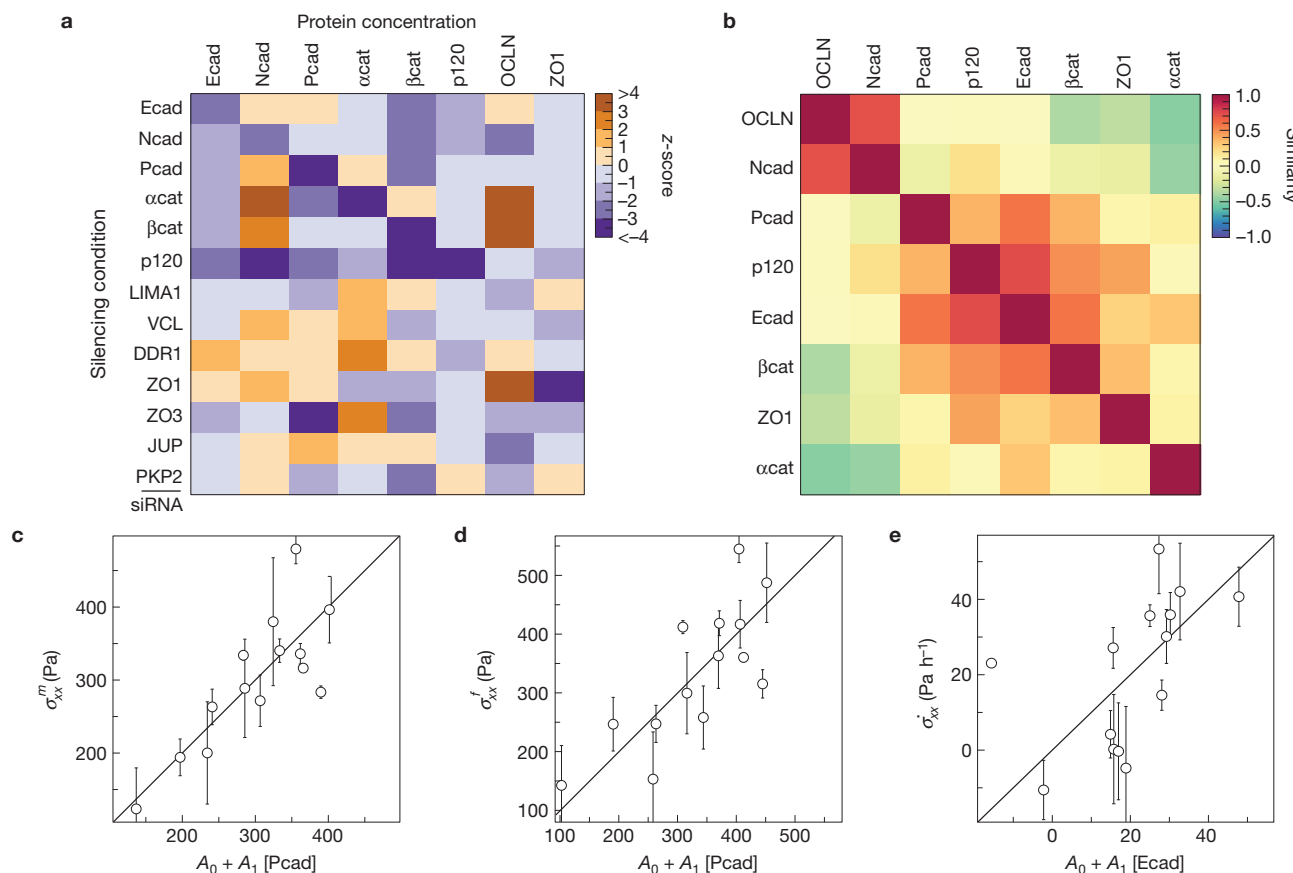 a
Protein concentration
Ecad Ncad Pcad αcat βcat p120 OCLN ZO1
Silencing condition
Ecad
Ncad
Pcad
αcat
βcat
p120
LIMA1
VCL
DDR1
ZO1
ZO3
JUP
PKP2
siRNA
>4
3
2
1
0
−1
−2
−3
<−4
z-score
b
OCLN Ncad Pcad p120 Ecad βcat ZO1 αcat
OCLN
Ncad
Pcad
p120
Ecad
βcat
ZO1
αcat
1.0
0.5
0.0
−0.5
−1.0
Similarity
c
σ^m_xx (Pa)
400
300
200
200 300 400
A₀ + A₁ [Pcad]
d
σ^f_xx (Pa)
500
400
300
200
100
100 200 300 400 500
A₀ + A₁ [Pcad]
e
σ̇_xx (Pa h⁻¹)
40
20
0
0 20 40
A₀ + A₁ [Ecad]